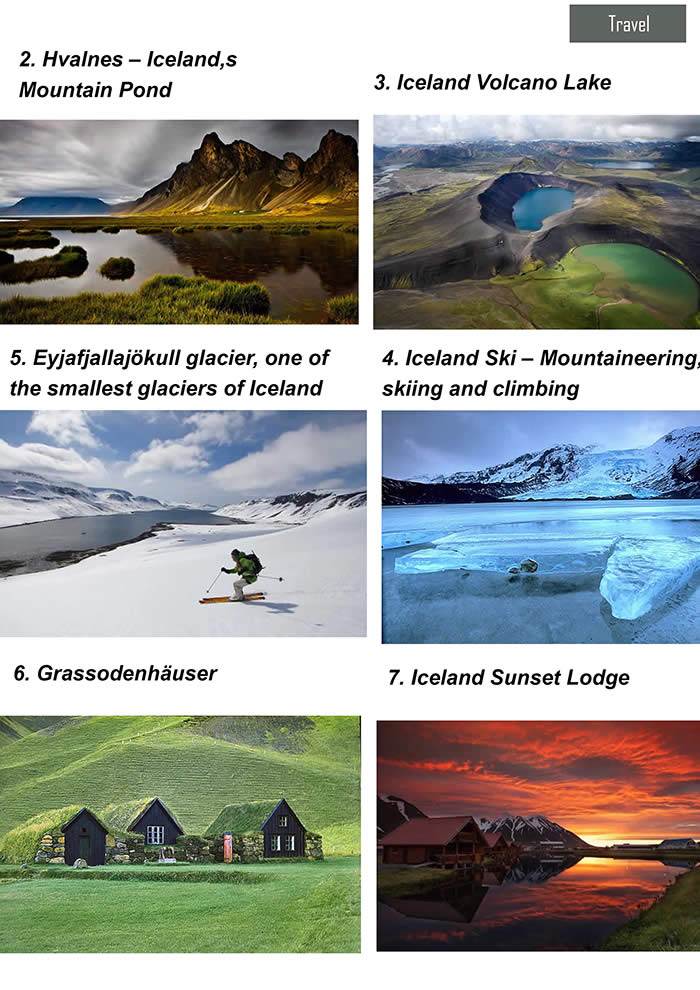 Travel
2. Hvalnes – Iceland,s
Mountain Pond
3. Iceland Volcano Lake
5. Eyjafjallajökull glacier, one of
the smallest glaciers of Iceland
4. Iceland Ski – Mountaineering,
skiing and climbing
6. Grassodenhäuser
7. Iceland Sunset Lodge